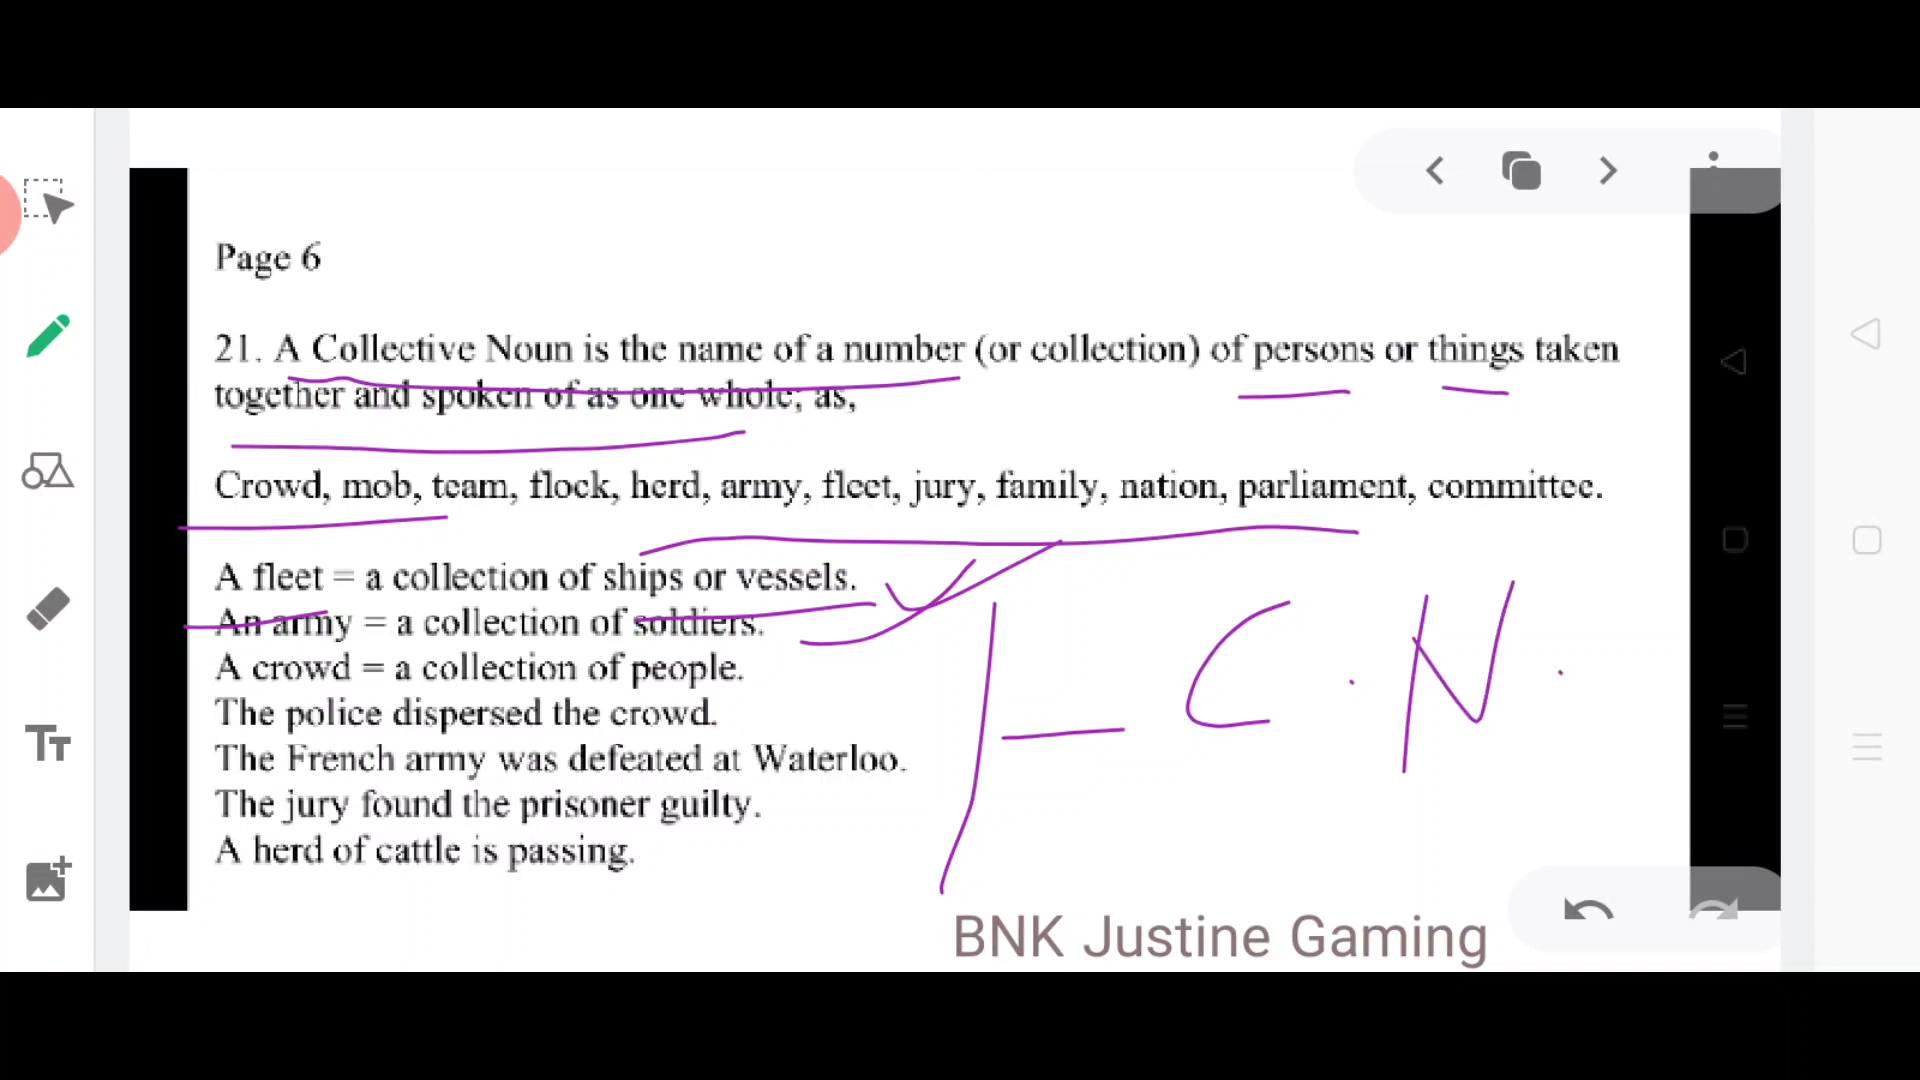 Page 6
21. A Collective Noun is the name of a number (or collection) of persons or things taken
together and spoken of as one whole; as,
Crowd, mob, team, flock, herd, army, fleet, jury, family, nation, parliament, committee.
A fleet = a collection of ships or vessels.
An army = a collection of soldiers.
A crowd = a collection of people.
The police dispersed the crowd.
The French army was defeated at Waterloo.
The jury found the prisoner guilty.
A herd of cattle is passing.
C . N .
BNK Justine Gaming
TT